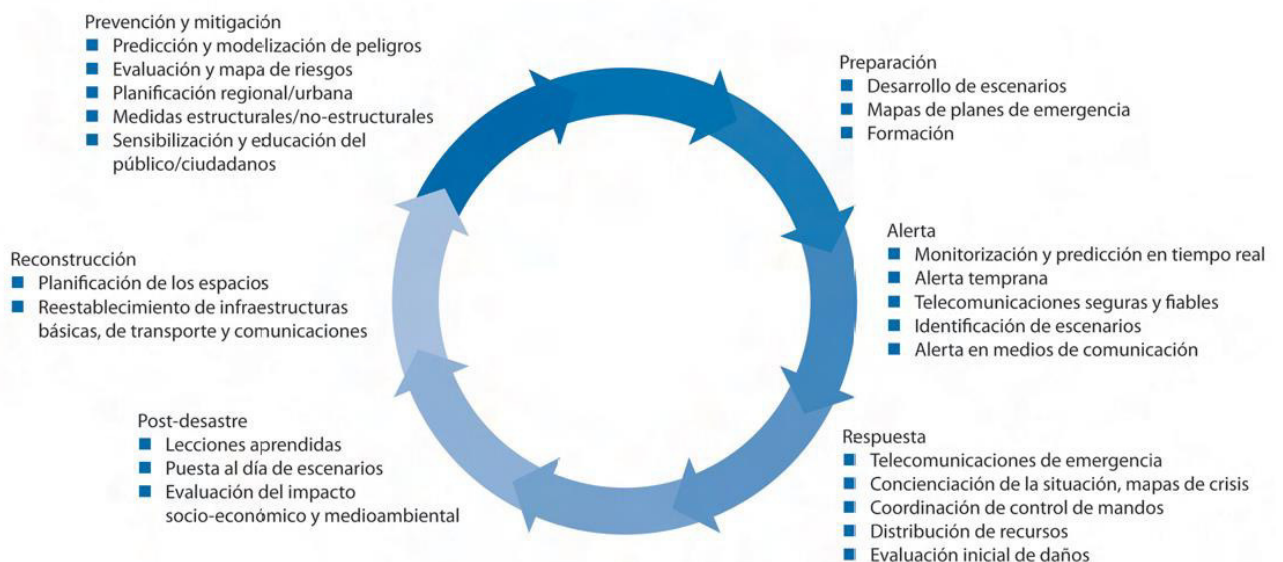 Prevención y mitigación
Predicción y modelización de peligros
Evaluación y mapa de riesgos
Planificación regional/urbana
Medidas estructurales/no-estructurales
Sensibilización y educación del
público/ciudadanos
Preparación
Desarrollo de escenarios
Mapas de planes de emergencia
Formación
Alerta
Monitorización y predicción en tiempo real
Alerta temprana
Telecomunicaciones seguras y fiables
Identificación de escenarios
Alerta en medios de comunicación
Respuesta
Telecomunicaciones de emergencia
Concienciación de la situación, mapas de crisis
Coordinación de control de mandos
Distribución de recursos
Evaluación inicial de daños
Post-desastre
Lecciones aprendidas
Puesta al día de escenarios
Evaluación del impacto
socio-económico y medioambiental
Reconstrucción
Planificación de los espacios
Reestablecimiento de infraestructuras
básicas, de transporte y comunicaciones